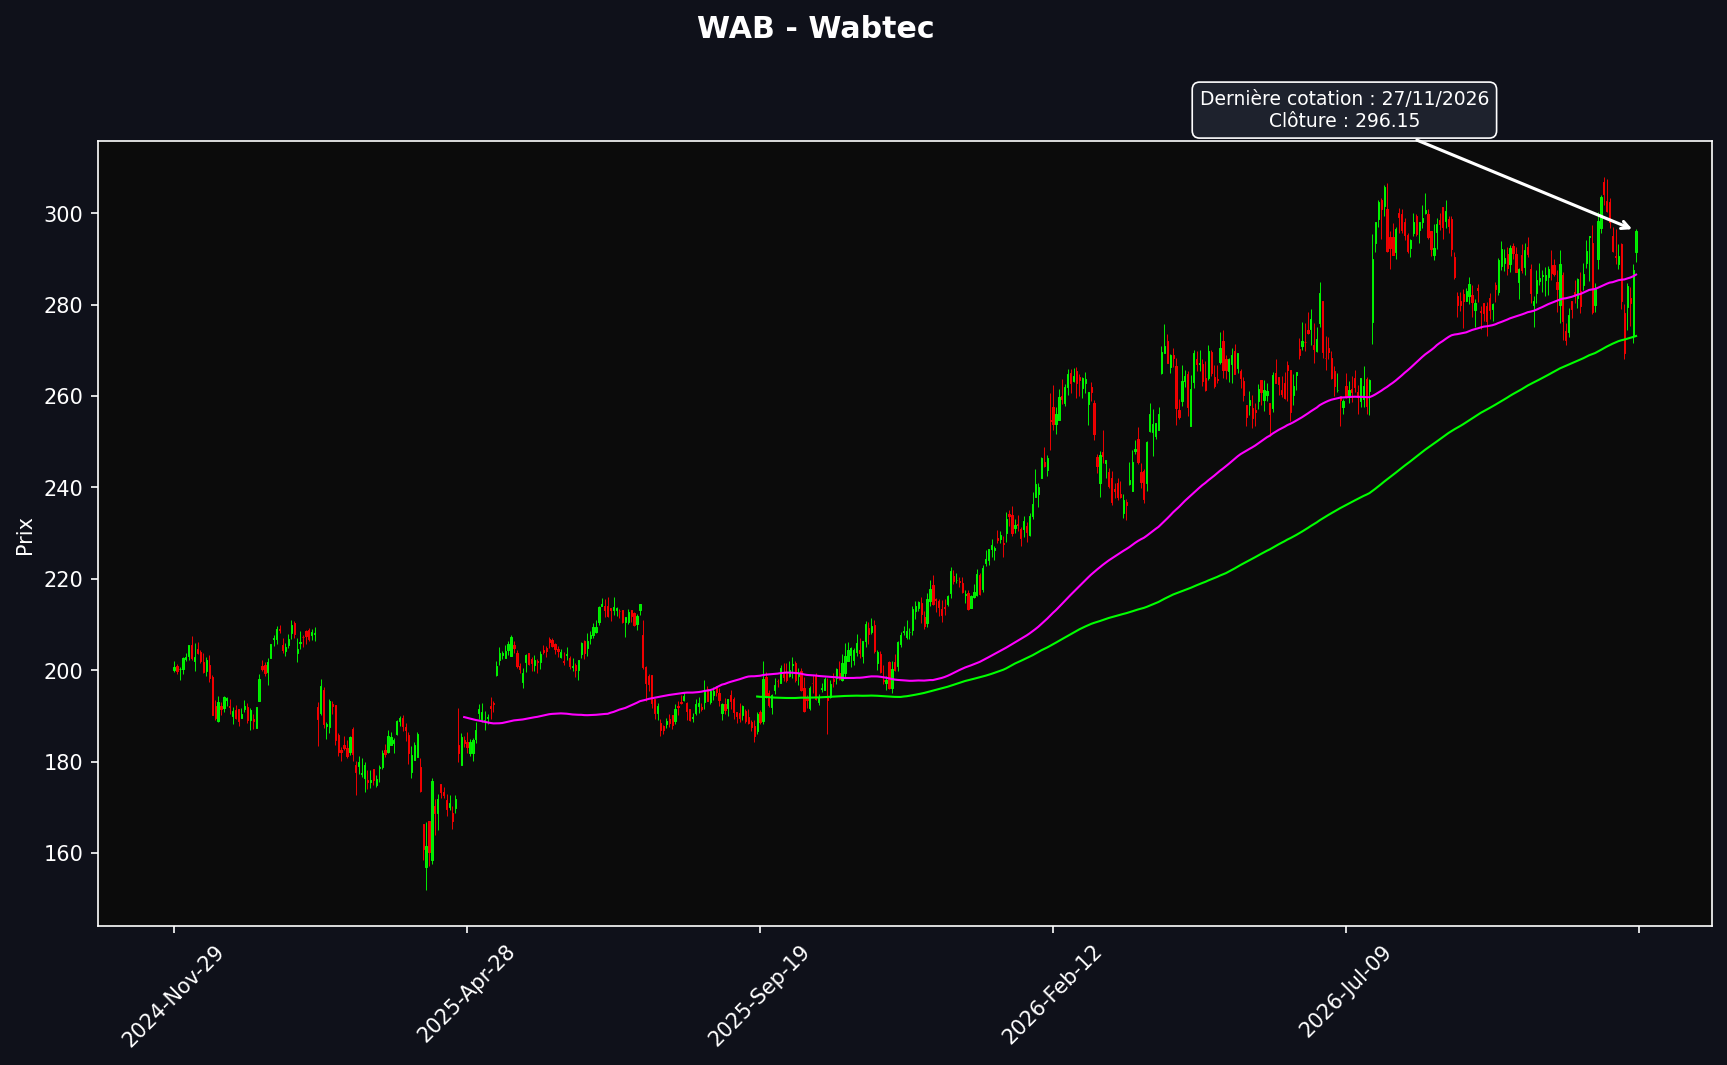 WAB - Wabtec
Dernière cotation : 27/11/2026
Clôture : 296.15
Prix
300
280
260
240
220
200
180
160
2024-Nov-29
2025-Apr-28
2025-Sep-19
2026-Feb-12
2026-Jul-09